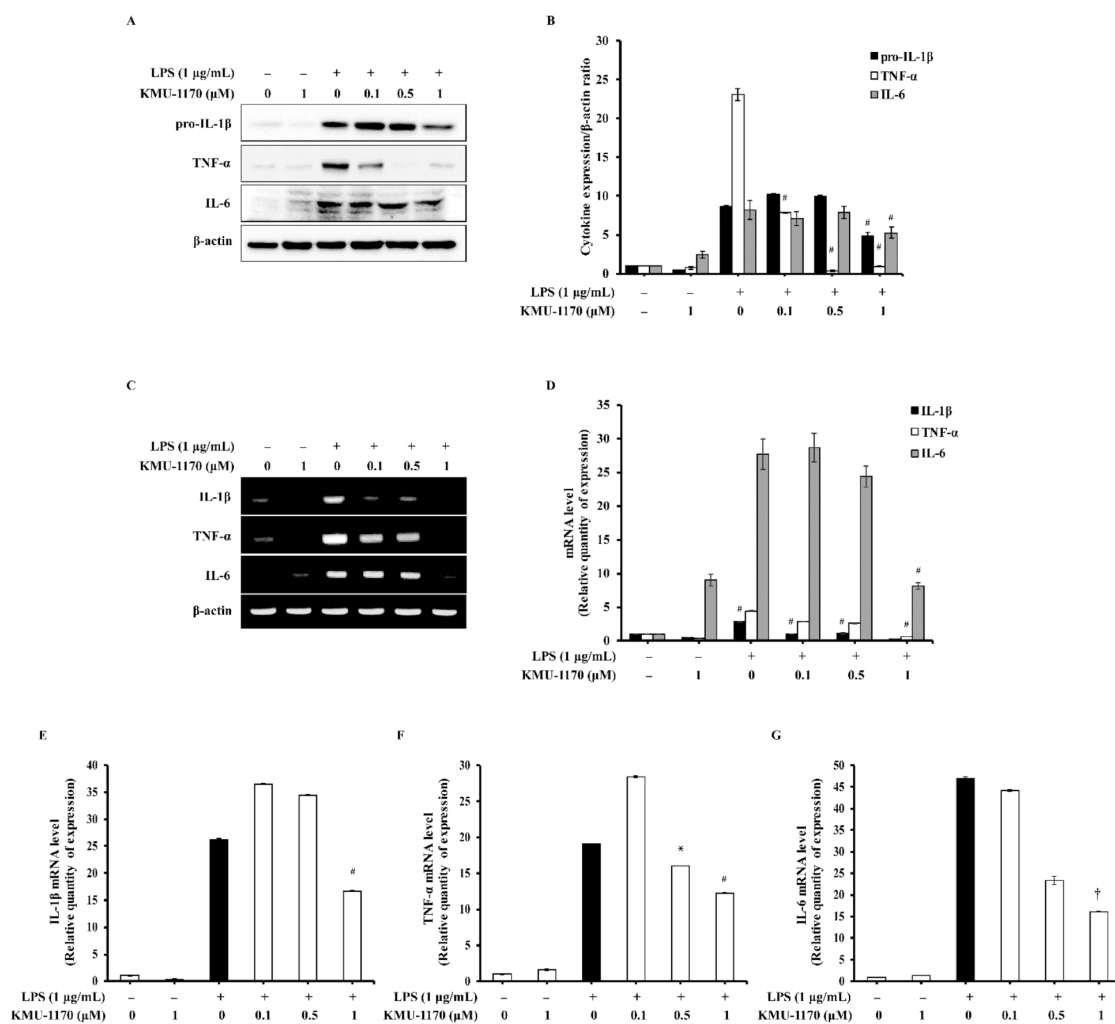 A
LPS (1 μg/mL) – – + + + +
KMU-1170 (μM) 0 1 0 0.1 0.5 1
pro-IL-1β
TNF-α
IL-6
β-actin
B
30
25
20
15
10
5
0
Cytokine expression/β-actin ratio
pro-IL-1β
TNF-α
IL-6
#
#
# #
#
LPS (1 μg/mL) – – + + + +
KMU-1170 (μM) – 1 0 0.1 0.5 1
C
LPS (1 μg/mL) – – + + + +
KMU-1170 (μM) 0 1 0 0.1 0.5 1
IL-1β
TNF-α
IL-6
β-actin
D
35
30
25
20
15
10
5
0
mRNA level
(Relative quantity of expression)
IL-1β
TNF-α
IL-6
# # # # #
LPS (1 μg/mL) – – + + + +
KMU-1170 (μM) – 1 0 0.1 0.5 1
E
40
35
30
25
20
15
10
5
0
IL-1β mRNA level
(Relative quantity of expression)
#
LPS (1 μg/mL) – – + + + +
KMU-1170 (μM) 0 1 0 0.1 0.5 1
F
30
25
20
15
10
5
0
TNF-α mRNA level
(Relative quantity of expression)
* #
LPS (1 μg/mL) – – + + + +
KMU-1170 (μM) 0 1 0 0.1 0.5 1
G
50
45
40
35
30
25
20
15
10
5
0
IL-6 mRNA level
(Relative quantity of expression)
†
LPS (1 μg/mL) – – + + + +
KMU-1170 (μM) 0 1 0 0.1 0.5 1